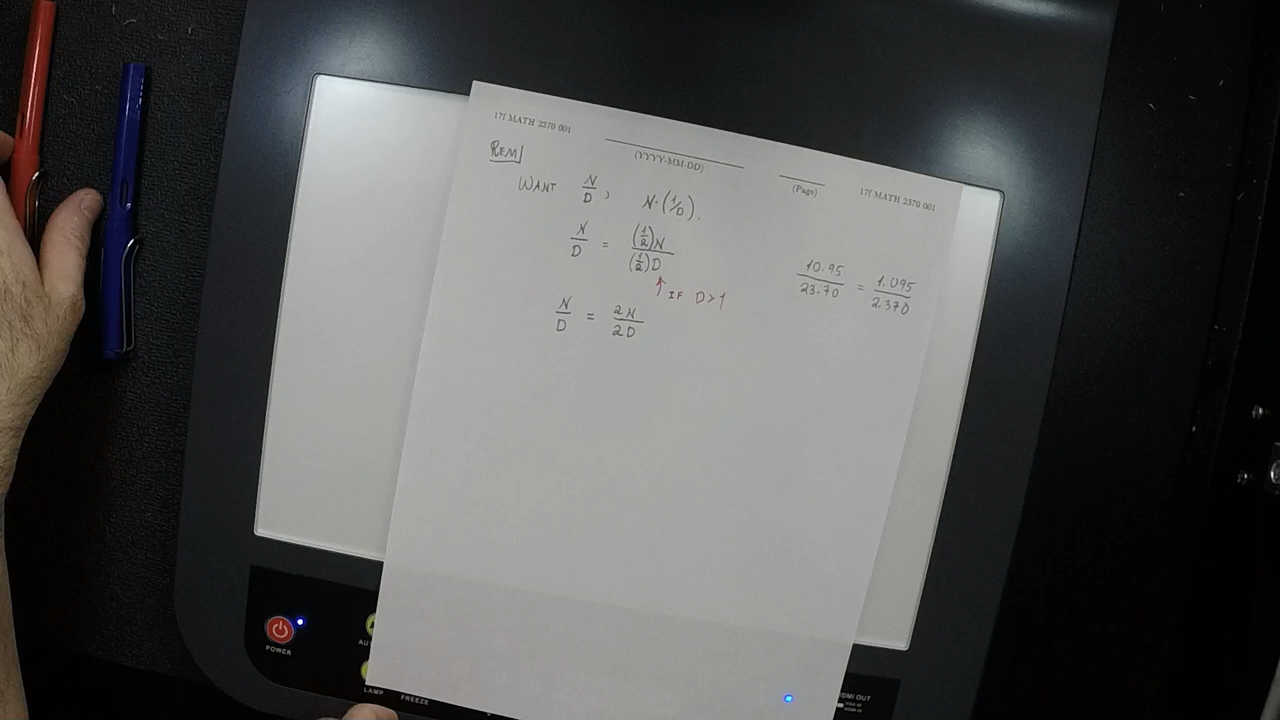 17f MATH 2370 001
(YYYY-MM-DD)
(Page)
17f MATH 2370 001
REM
WANT N/D, N·(1/D).
N/D = (1/2)N/(1/2)D
↑ IF D>1
10.95/23.70 = 1.095/2.370
N/D = 2N/2D
POWER
LAMP
FREEZE